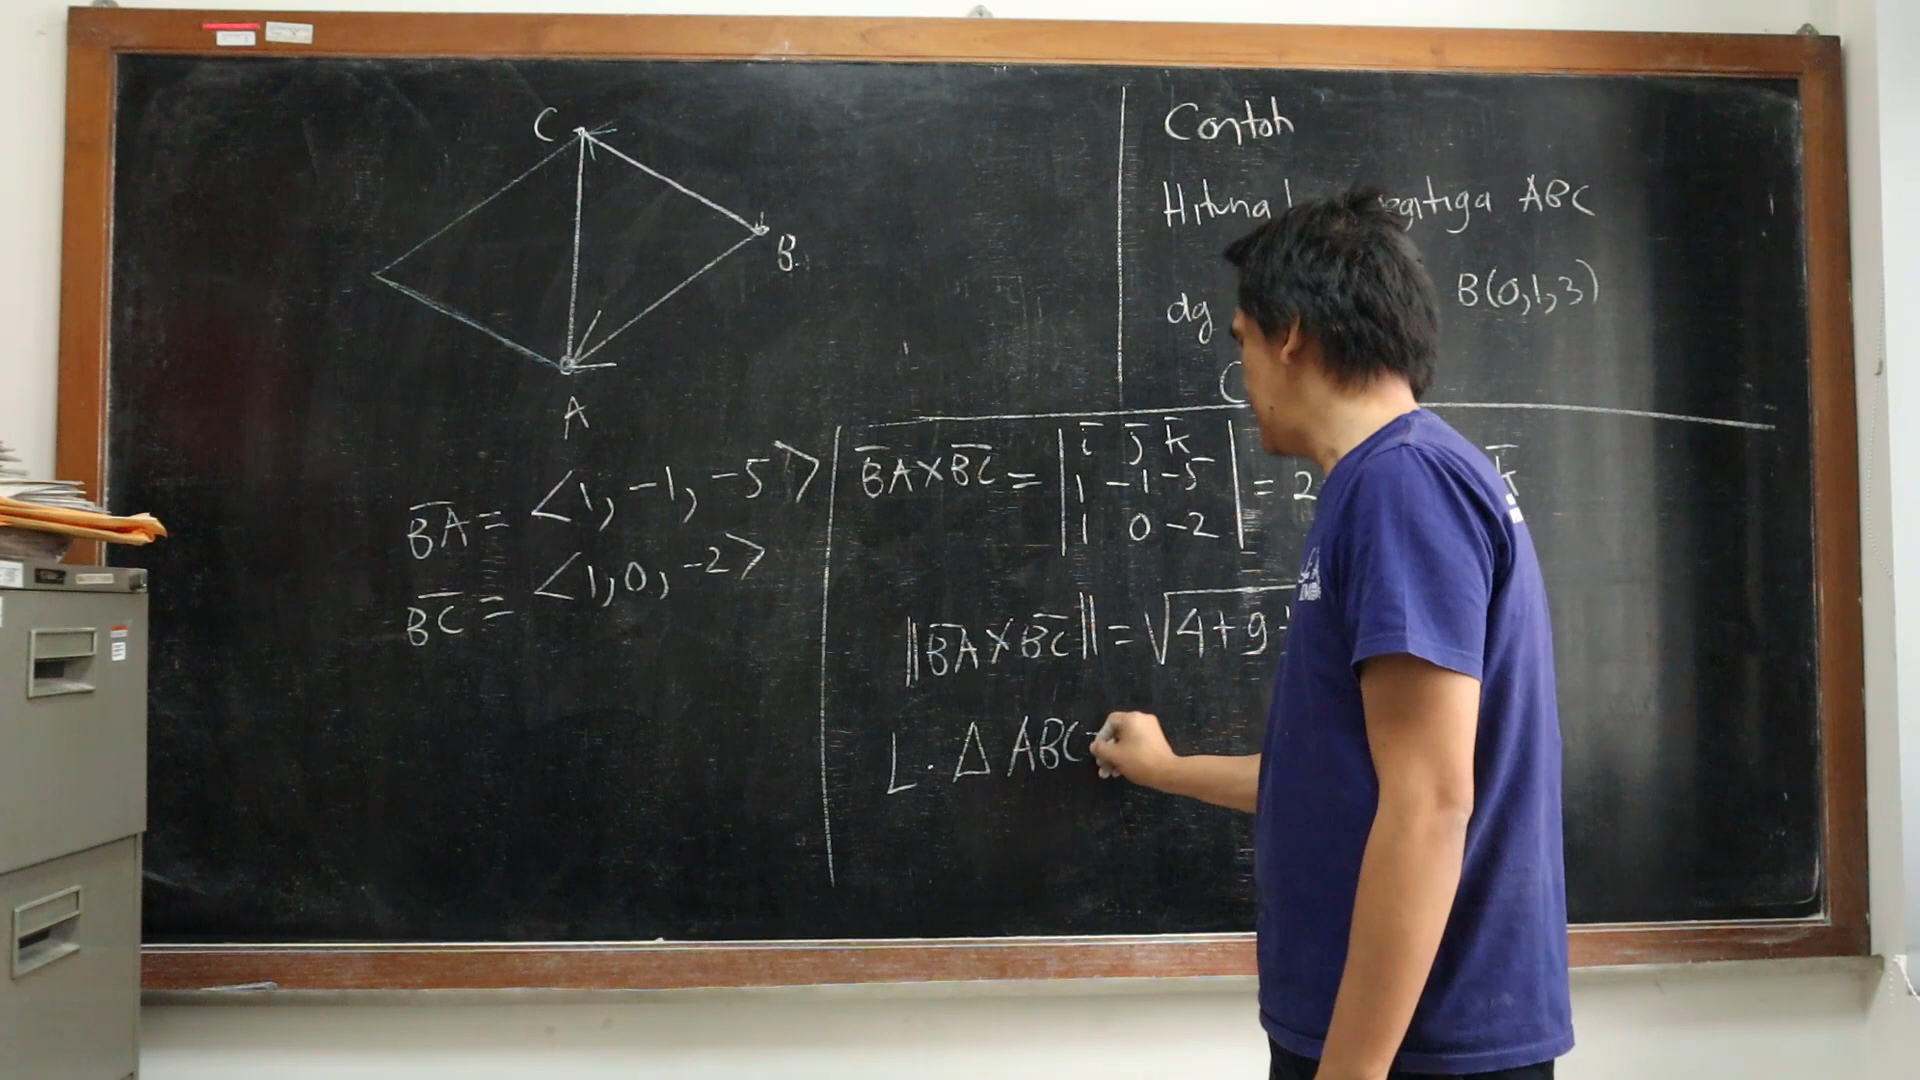 C
B
A
Contoh
Hitung segitiga ABC
dg B(0,1,3)
C
BA = <1, -1, -5>
BC = <1, 0, -2>
BA × BC = | i j k | = 2 k
1 -1 -5
1 0 -2
||BA × BC|| = √4 + 9 +
L. Δ ABC